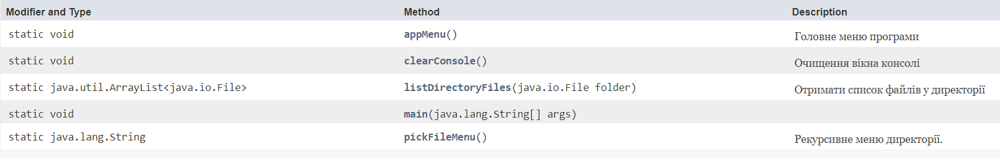 Modifier and Type Method Description
static void appMenu() Головне меню програми
static void clearConsole() Очищення вікна консолі
static java.util.ArrayList<java.io.File> listDirectoryFiles(java.io.File folder) Отримати список файлів у директорії
static void main(java.lang.String[] args)
static java.lang.String pickFileMenu() Рекурсивне меню директорії.